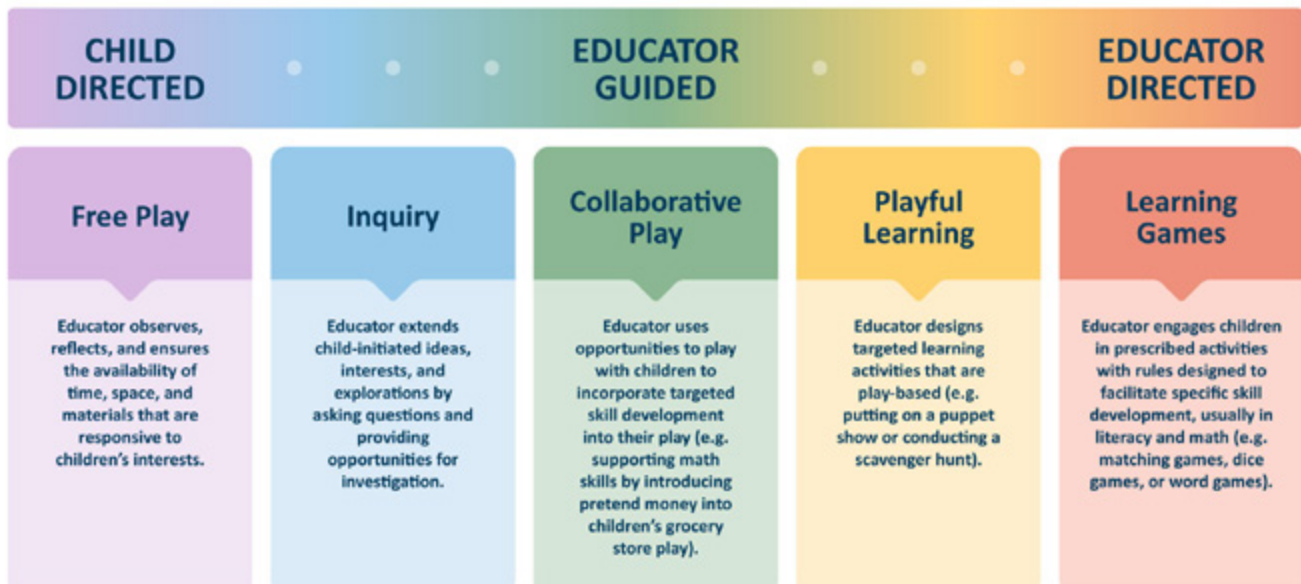 CHILD
DIRECTED
EDUCATOR
GUIDED
EDUCATOR
DIRECTED
Free Play
Educator observes,
reflects, and ensures
the availability of
time, space, and
materials that are
responsive to
children's interests.
Inquiry
Educator extends
child-initiated ideas,
interests, and
explorations by
asking questions and
providing
opportunities for
investigation.
Collaborative
Play
Educator uses
opportunities to play
with children to
incorporate targeted
skill development
into their play (e.g.
supporting math
skills by introducing
pretend money into
children's grocery
store play).
Playful
Learning
Educator designs
targeted learning
activities that are
play-based (e.g.
putting on a puppet
show or conducting a
scavenger hunt).
Learning
Games
Educator engages children
in prescribed activities
with rules designed to
facilitate specific skill
development, usually in
literacy and math (e.g.
matching games, dice
games, or word games).